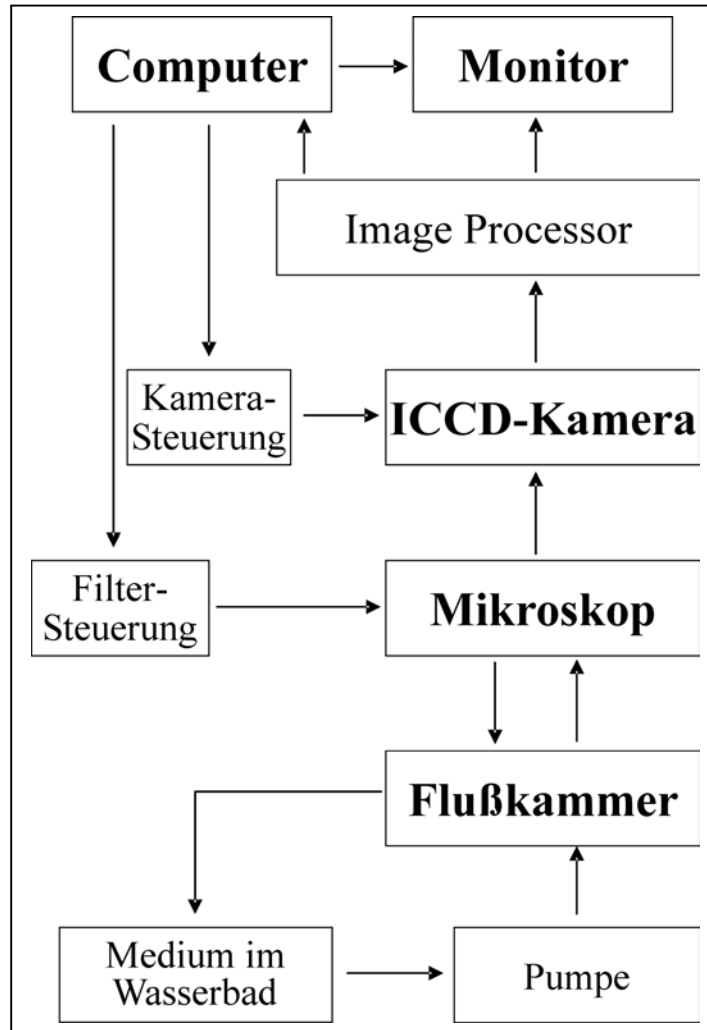 Computer
Monitor
Image Processor
Kamera-
Steuerung
ICCD-Kamera
Filter-
Steuerung
Mikroskop
Flußkammer
Medium im
Wasserbad
Pumpe